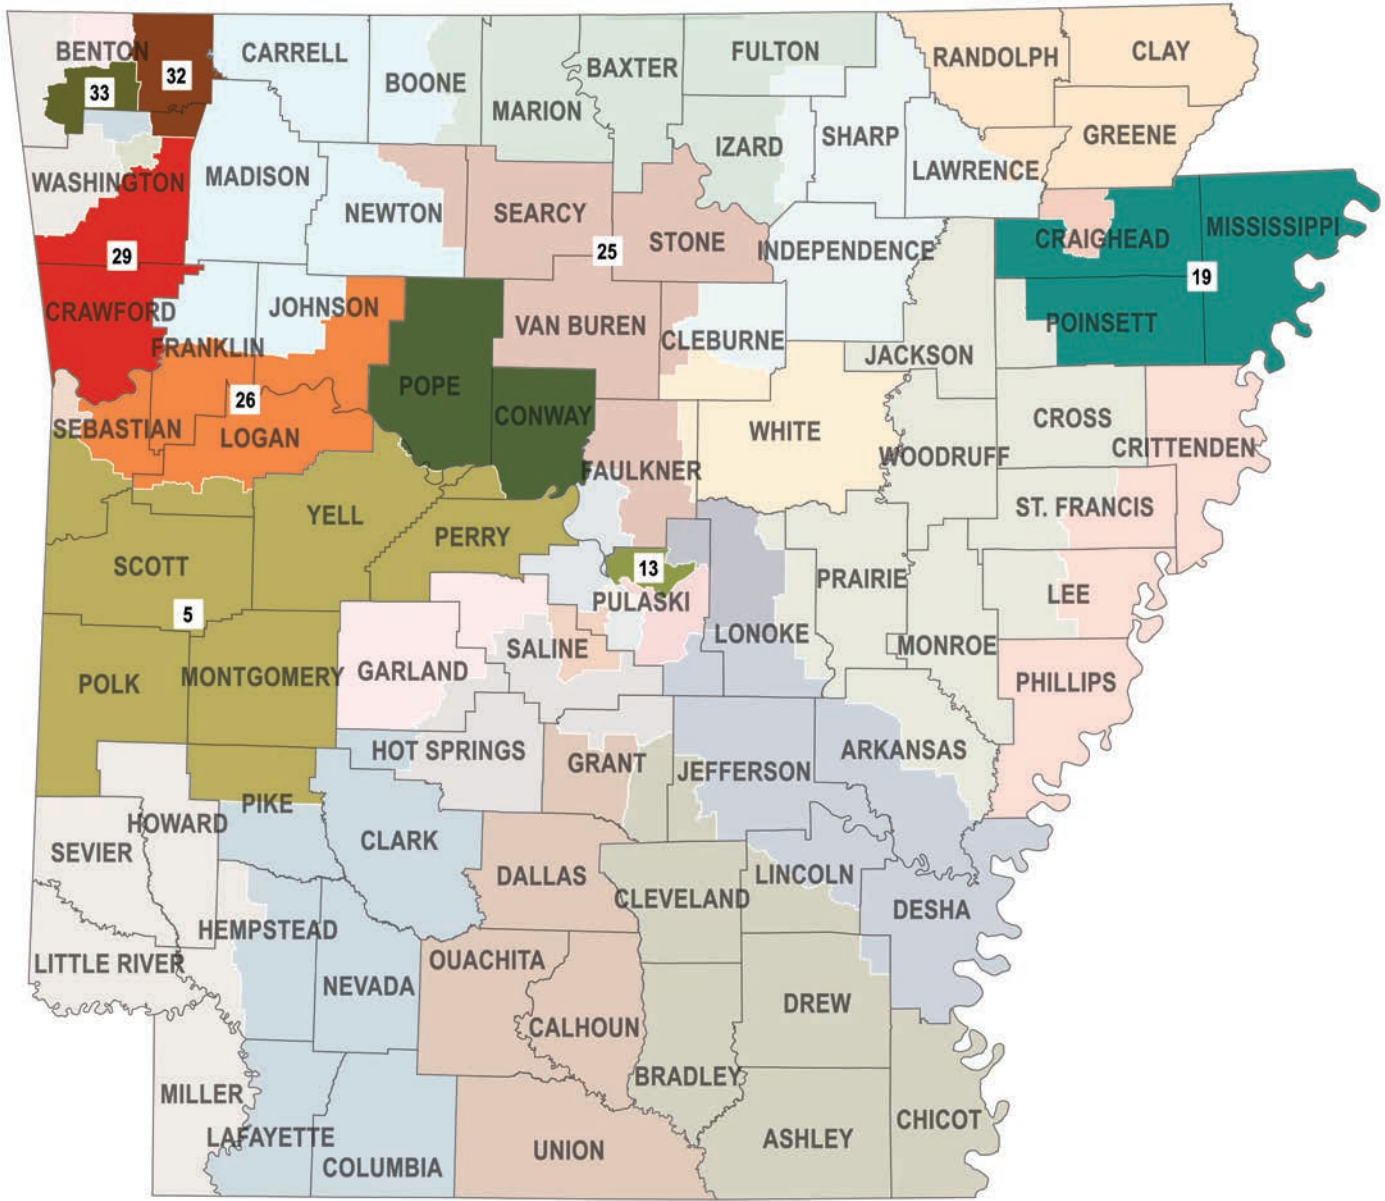 BENTON
CARRELL
BOONE
MARION
BAXTER
FULTON
RANDOLPH
CLAY
32
33
IZARD
SHARP
LAWRENCE
GREENE
WASHINGTON
MADISON
NEWTON
SEARCY
STONE
25
INDEPENDENCE
CRAIGHEAD
MISSISSIPPI
29
19
CRAWFORD
JOHNSON
FRANKLIN
VAN BUREN
CLEBURNE
JACKSON
POINSETT
26
POPE
CONWAY
SEBASTIAN
LOGAN
WHITE
CROSS
CRITTENDEN
WOODRUFF
FAULKNER
YELL
PERRY
ST. FRANCIS
SCOTT
13
PRAIRIE
LEE
PULASKI
5
LONOKE
MONROE
SALINE
GARLAND
POLK
MONTGOMERY
PHILLIPS
HOT SPRINGS
GRANT
JEFFERSON
ARKANSAS
PIKE
HOWARD
CLARK
SEVIER
DALLAS
CLEVELAND
LINCOLN
DESHA
HEMPSTEAD
LITTLE RIVER
OUACHITA
NEVADA
CALHOUN
DREW
MILLER
BRADLEY
CHICOT
LAFAYETTE
COLUMBIA
UNION
ASHLEY